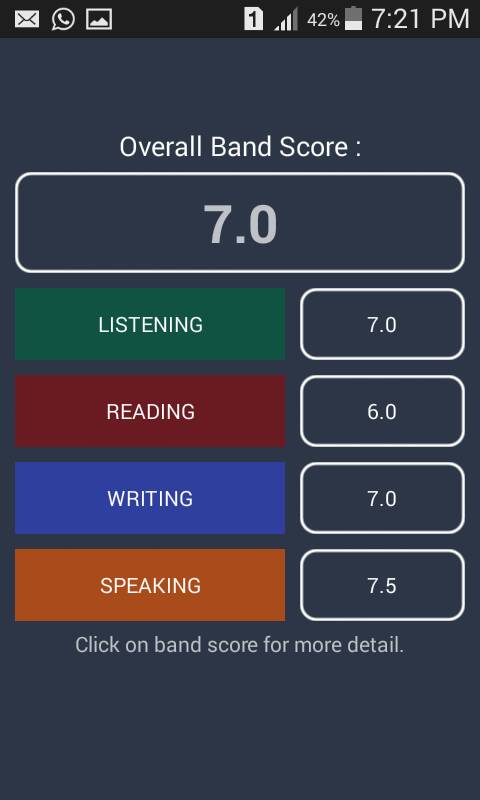 1 42% 7:21 PM
Overall Band Score :
7.0
LISTENING 7.0
READING 6.0
WRITING 7.0
SPEAKING 7.5
Click on band score for more detail.